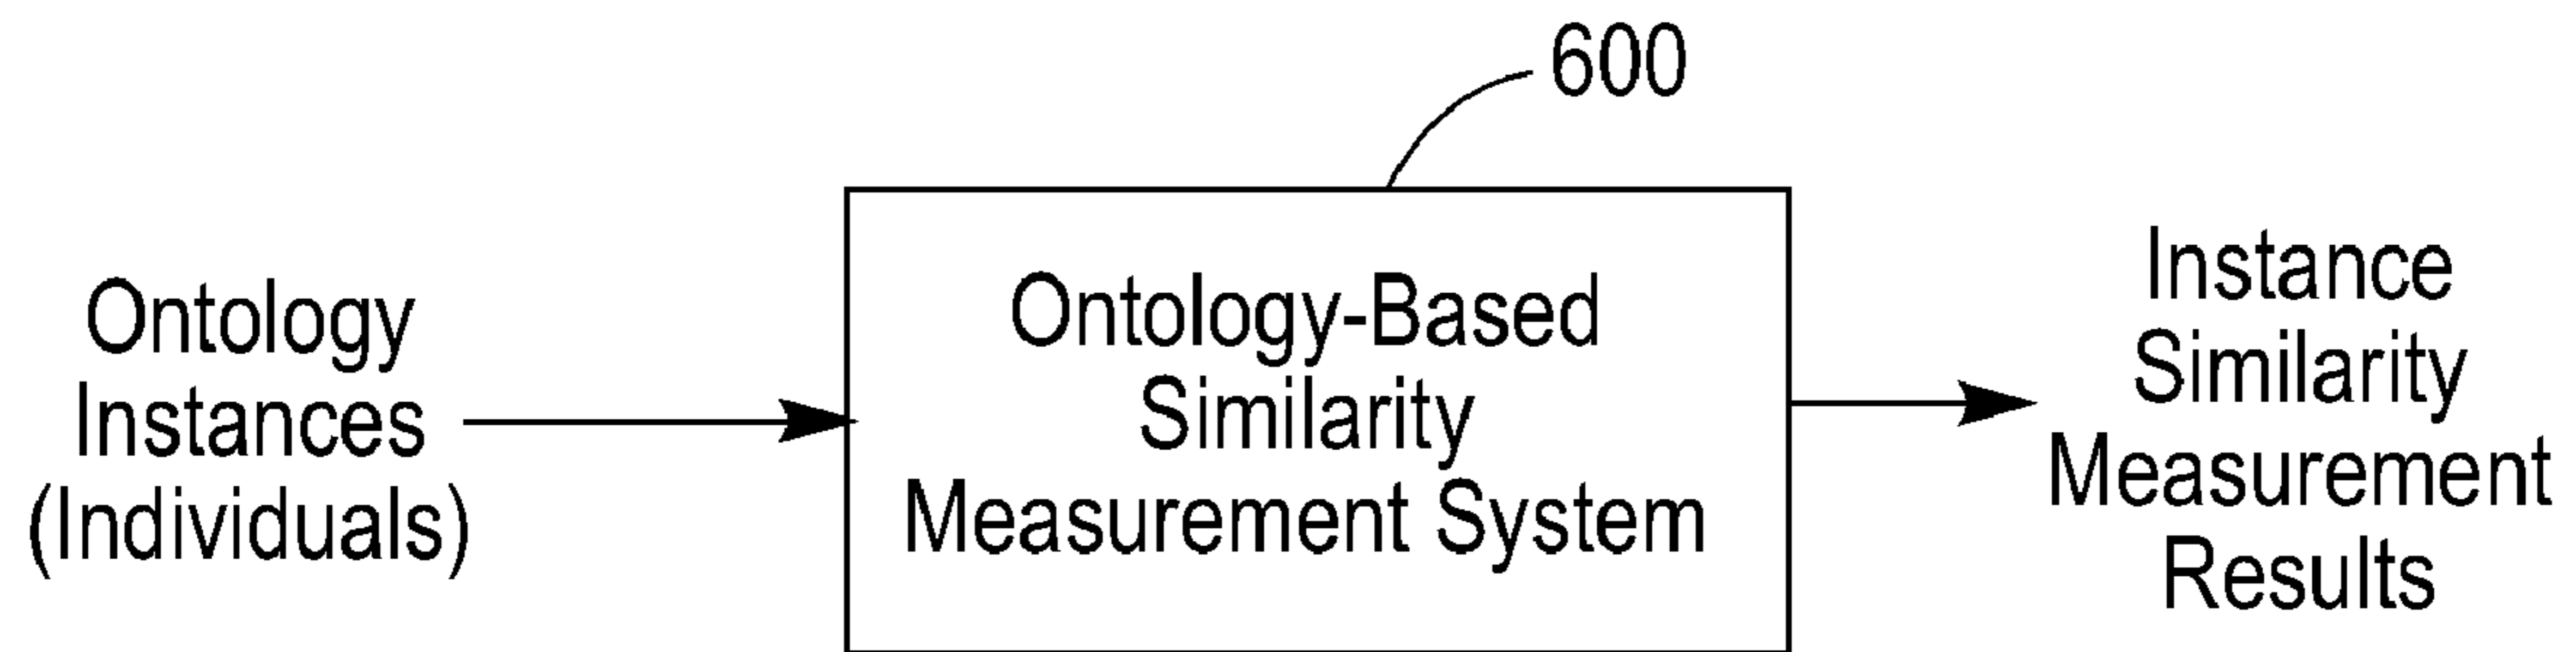 600
Ontology
Instances
(Individuals)
Ontology-Based
Similarity
Measurement System
Instance
Similarity
Measurement
Results